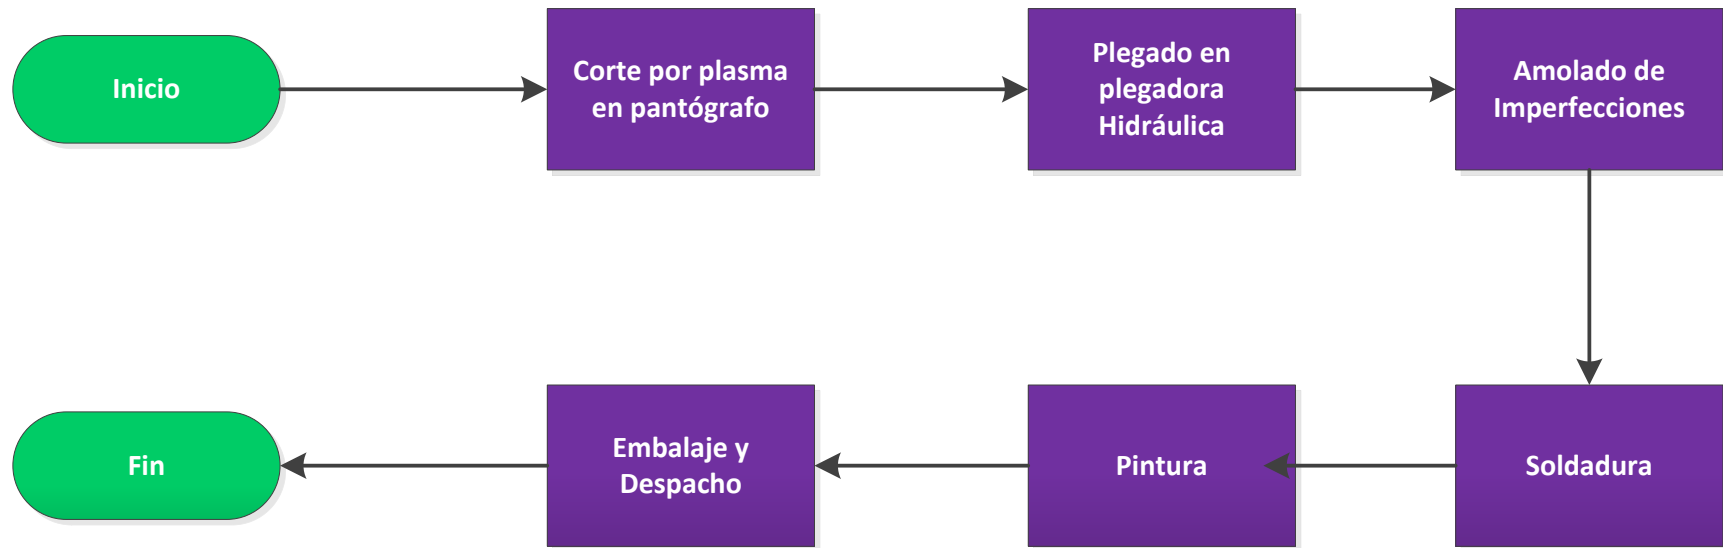 Inicio
Corte por plasma
en pantógrafo
Plegado en
plegadora
Hidráulica
Amolado de
Imperfecciones
Soldadura
Pintura
Embalaje y
Despacho
Fin